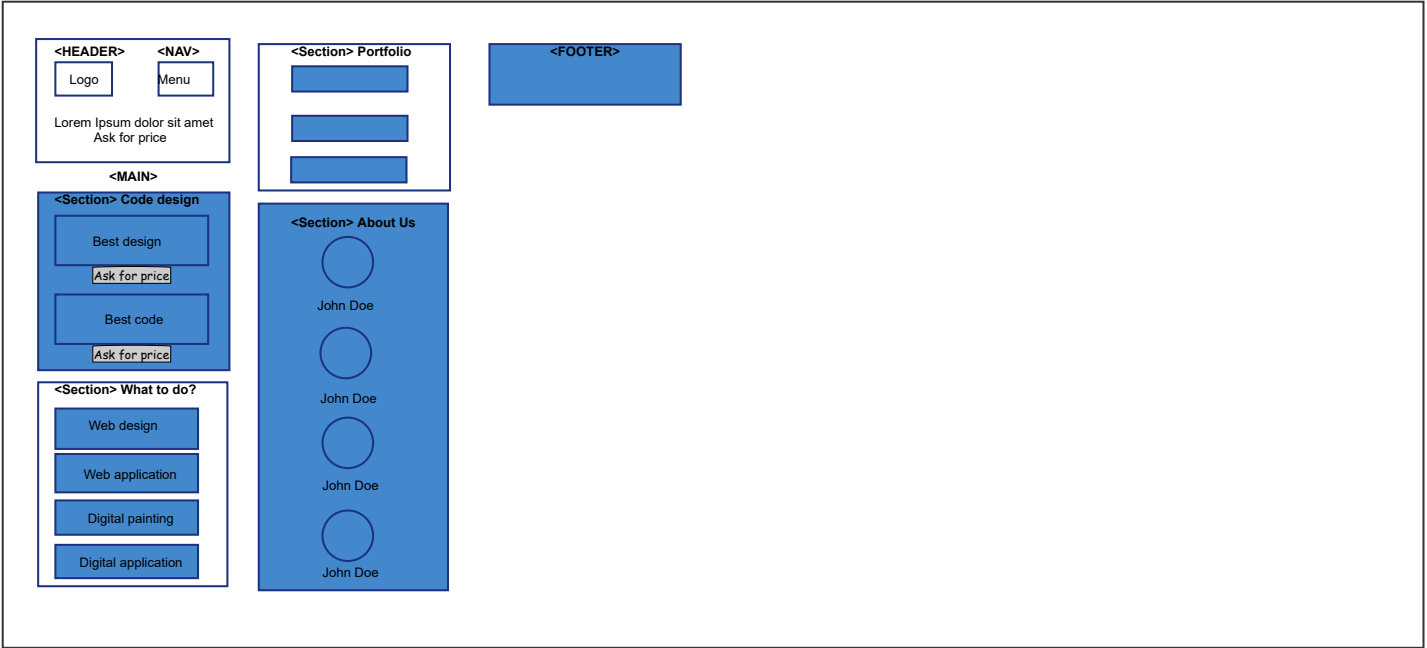 <HEADER>
<NAV>
Logo
Menu
Lorem Ipsum dolor sit amet
Ask for price
<MAIN>
<Section> Code design
Best design
Ask for price
Best code
Ask for price
<Section> What to do?
Web design
Web application
Digital painting
Digital application
<Section> Portfolio
<Section> About Us
John Doe
John Doe
John Doe
John Doe
<FOOTER>